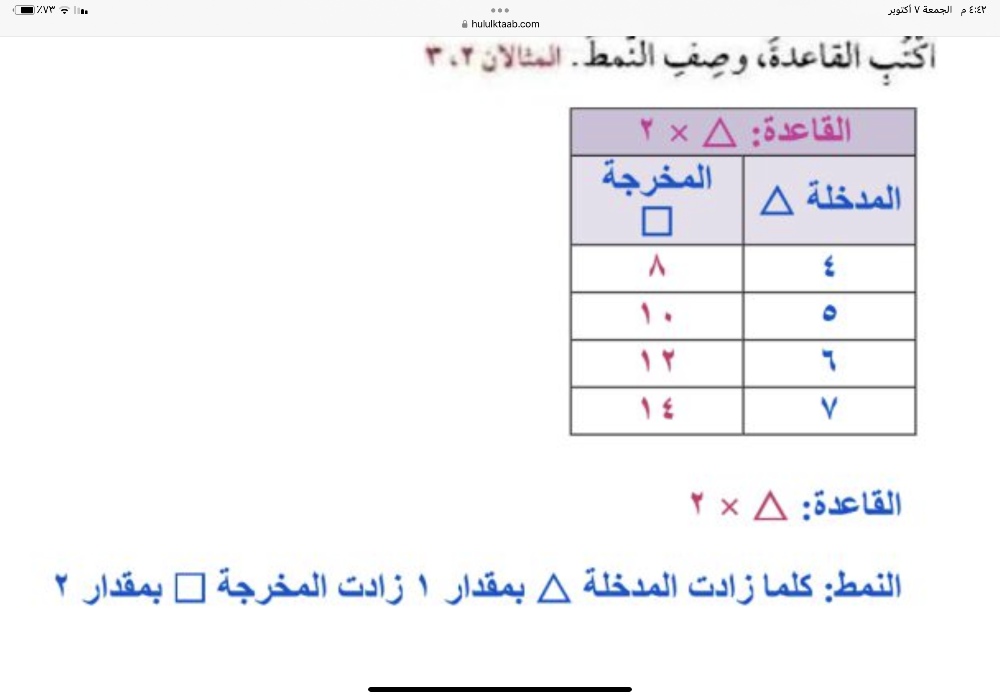 ٤:٤٢ م الجمعة ٧ أكتوبر
٪٧٣
hululktaab.com
اكْتُبِ القاعدةَ، وصِفِ النَّمطَ. المثالان ٢، ٣
القاعدة: △ × ٢
المدخلة △ المخرجة □
٤ ٨
٥ ١٠
٦ ١٢
٧ ١٤
القاعدة: △ × ٢
النمط: كلما زادت المدخلة △ بمقدار ١ زادت المخرجة □ بمقدار ٢